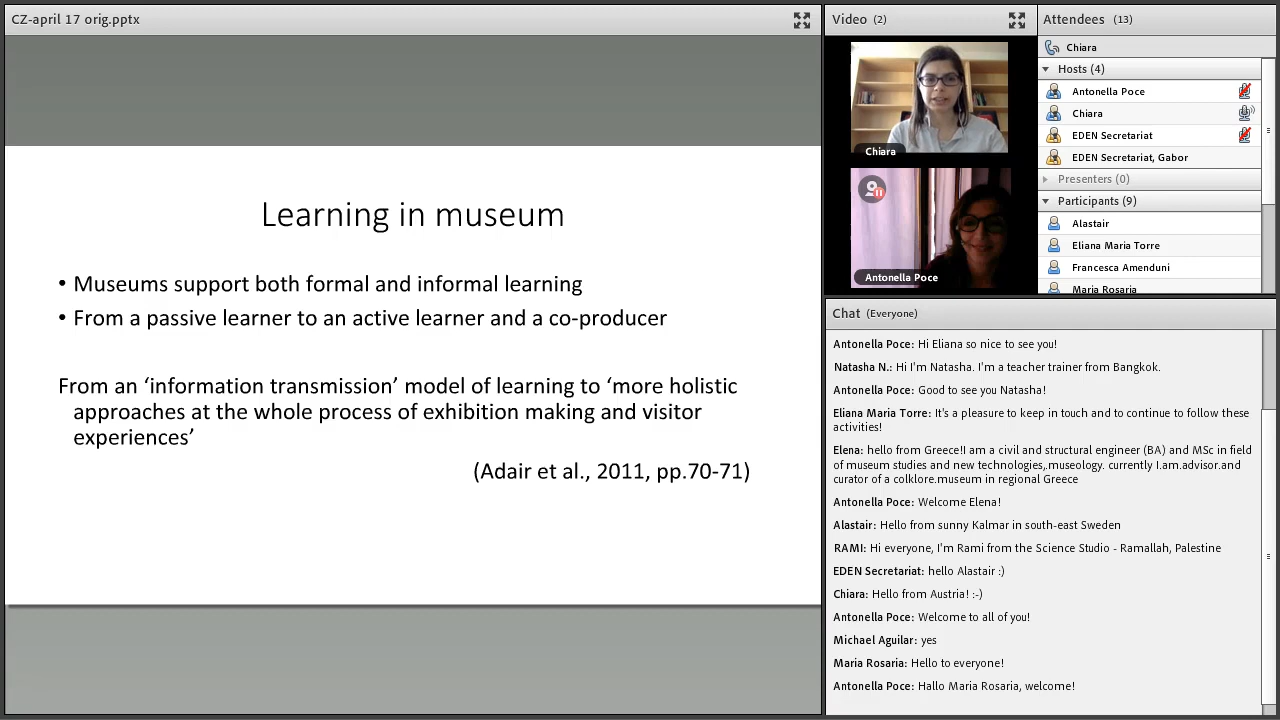 CZ-april 17 orig.pptx
Learning in museum
• Museums support both formal and informal learning
• From a passive learner to an active learner and a co-producer
From an ‘information transmission’ model of learning to ‘more holistic
approaches at the whole process of exhibition making and visitor
experiences’
(Adair et al., 2011, pp.70-71)
Video (2)
Chiara
Antonella Poce
Attendees (13)
Chiara
Hosts (4)
Antonella Poce
Chiara
EDEN Secretariat
EDEN Secretariat, Gabor
Presenters (0)
Participants (9)
Alastair
Eliana Maria Torre
Francesca Amenduni
Maria Rosaria
Chat (Everyone)
Antonella Poce: Hi Eliana so nice to see you!
Natasha N.: Hi I'm Natasha. I'm a teacher trainer from Bangkok.
Antonella Poce: Good to see you Natasha!
Eliana Maria Torre: It's a pleasure to keep in touch and to continue to follow these
activities!
Elena: hello from Greece!I am a civil and structural engineer (BA) and MSc in field
of museum studies and new technologies,.museology. currently I.am.advisor.and
curator of a colklore.museum in regional Greece
Antonella Poce: Welcome Elena!
Alastair: Hello from sunny Kalmar in south-east Sweden
RAMI: Hi everyone, I'm Rami from the Science Studio - Ramallah, Palestine
EDEN Secretariat: hello Alastair :)
Chiara: Hello from Austria! :-)
Antonella Poce: Welcome to all of you!
Michael Aguilar: yes
Maria Rosaria: Hello to everyone!
Antonella Poce: Hallo Maria Rosaria, welcome!